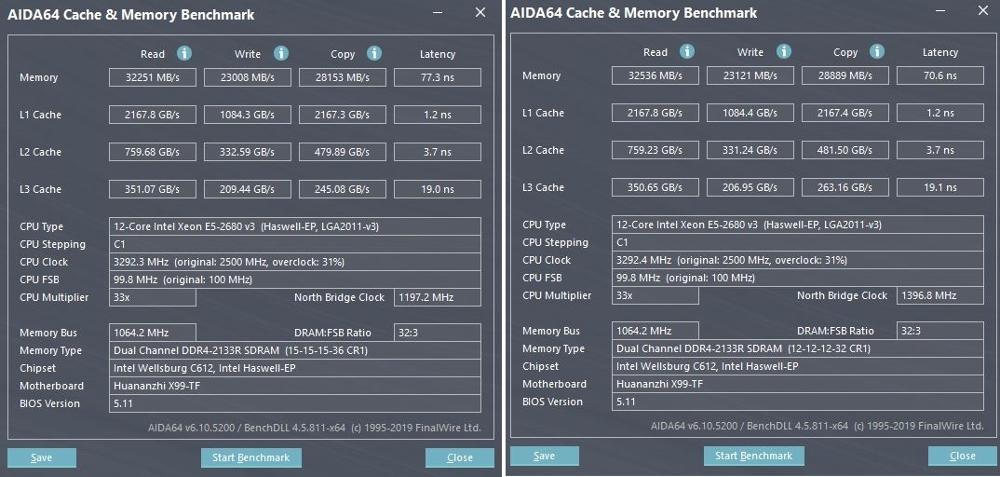 AIDA64 Cache & Memory Benchmark
Read Write Copy Latency
Memory 32251 MB/s 23008 MB/s 28153 MB/s 77.3 ns
L1 Cache 2167.8 GB/s 1084.3 GB/s 2167.3 GB/s 1.2 ns
L2 Cache 759.68 GB/s 332.59 GB/s 479.89 GB/s 3.7 ns
L3 Cache 351.07 GB/s 209.44 GB/s 245.08 GB/s 19.0 ns
CPU Type 12-Core Intel Xeon E5-2680 v3 (Haswell-EP, LGA2011-v3)
CPU Stepping C1
CPU Clock 3292.3 MHz (original: 2500 MHz, overclock: 31%)
CPU FSB 99.8 MHz (original: 100 MHz)
CPU Multiplier 33x North Bridge Clock 1197.2 MHz
Memory Bus 1064.2 MHz DRAM:FSB Ratio 32:3
Memory Type Dual Channel DDR4-2133R SDRAM (15-15-15-36 CR1)
Chipset Intel Wellsburg C612, Intel Haswell-EP
Motherboard Huananzhi X99-TF
BIOS Version 5.11
AIDA64 v6.10.5200 / BenchDLL 4.5.811-x64 (c) 1995-2019 FinalWire Ltd.
Save Start Benchmark Close
AIDA64 Cache & Memory Benchmark
Read Write Copy Latency
Memory 32536 MB/s 23121 MB/s 28889 MB/s 70.6 ns
L1 Cache 2167.8 GB/s 1084.4 GB/s 2167.4 GB/s 1.2 ns
L2 Cache 759.23 GB/s 331.24 GB/s 481.50 GB/s 3.7 ns
L3 Cache 350.65 GB/s 206.95 GB/s 263.16 GB/s 19.1 ns
CPU Type 12-Core Intel Xeon E5-2680 v3 (Haswell-EP, LGA2011-v3)
CPU Stepping C1
CPU Clock 3292.4 MHz (original: 2500 MHz, overclock: 31%)
CPU FSB 99.8 MHz (original: 100 MHz)
CPU Multiplier 33x North Bridge Clock 1396.8 MHz
Memory Bus 1064.2 MHz DRAM:FSB Ratio 32:3
Memory Type Dual Channel DDR4-2133R SDRAM (12-12-12-32 CR1)
Chipset Intel Wellsburg C612, Intel Haswell-EP
Motherboard Huananzhi X99-TF
BIOS Version 5.11
AIDA64 v6.10.5200 / BenchDLL 4.5.811-x64 (c) 1995-2019 FinalWire Ltd.
Save Start Benchmark Close